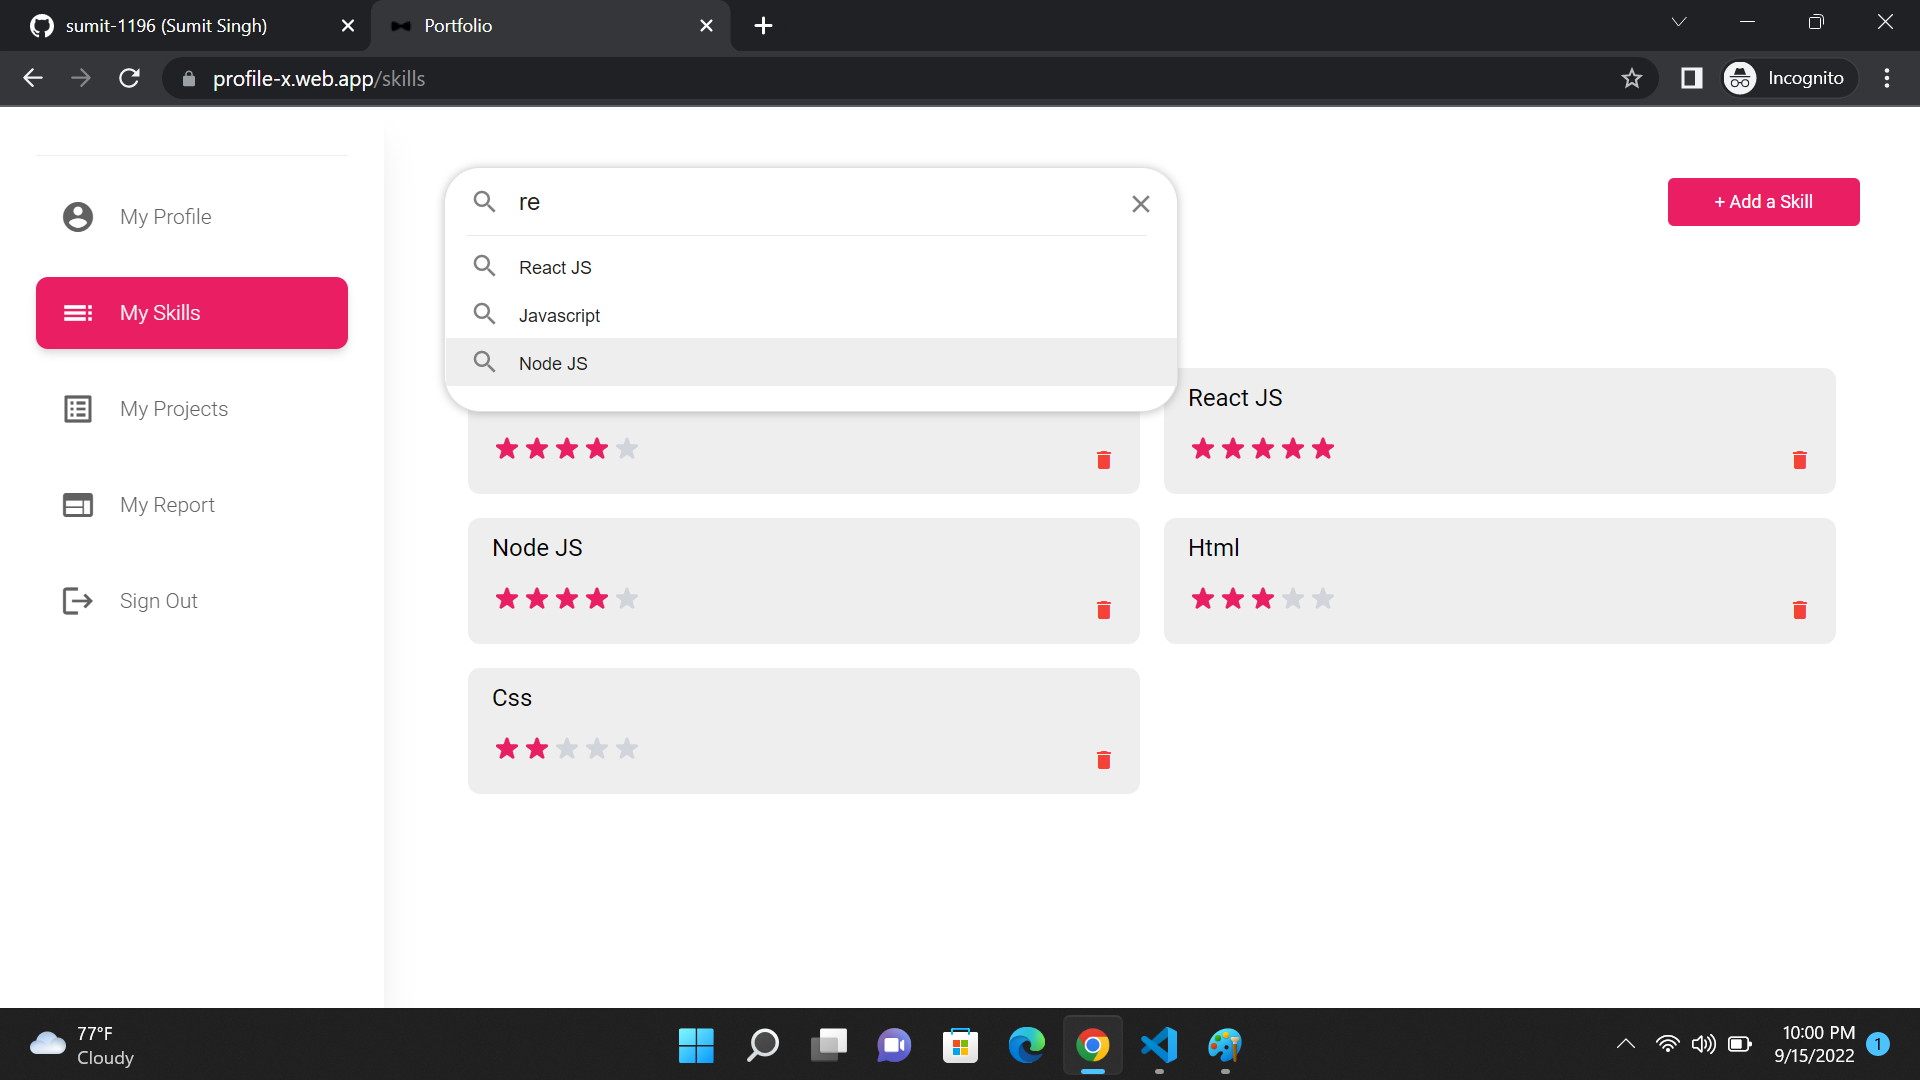 sumit-1196 (Sumit Singh)
Portfolio
profile-x.web.app/skills
Incognito
My Profile
My Skills
My Projects
My Report
Sign Out
re
React JS
Javascript
Node JS
+ Add a Skill
React JS
Node JS
Html
Css
77°F
Cloudy
10:00 PM
9/15/2022
1